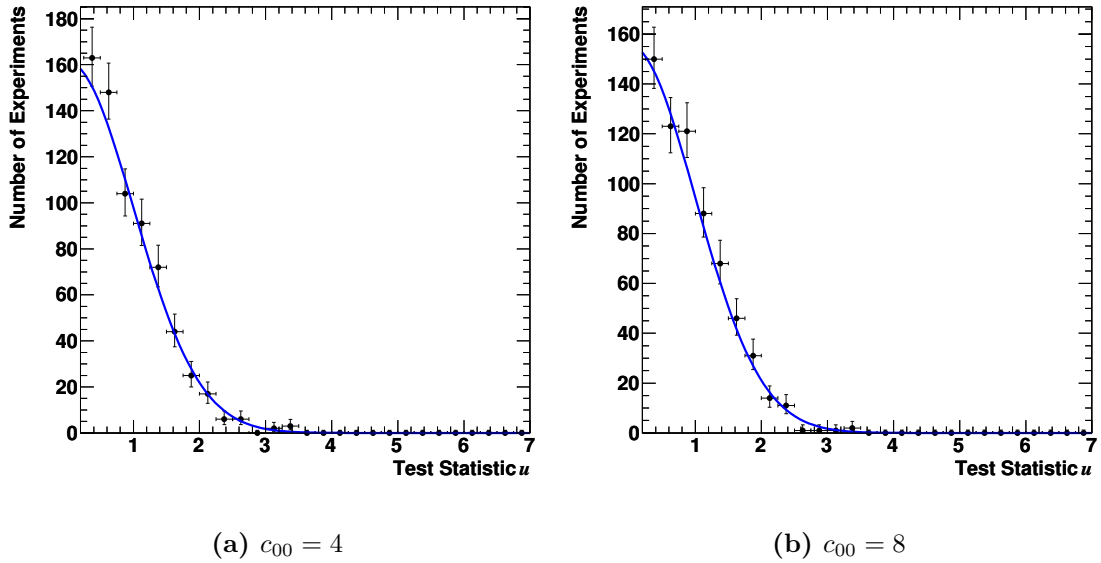 Number of Experiments
180
160
140
120
100
80
60
40
20
0
1 2 3 4 5 6 7
Test Statistic u
(a) c₀₀ = 4
Number of Experiments
160
140
120
100
80
60
40
20
0
1 2 3 4 5 6 7
Test Statistic u
(b) c₀₀ = 8